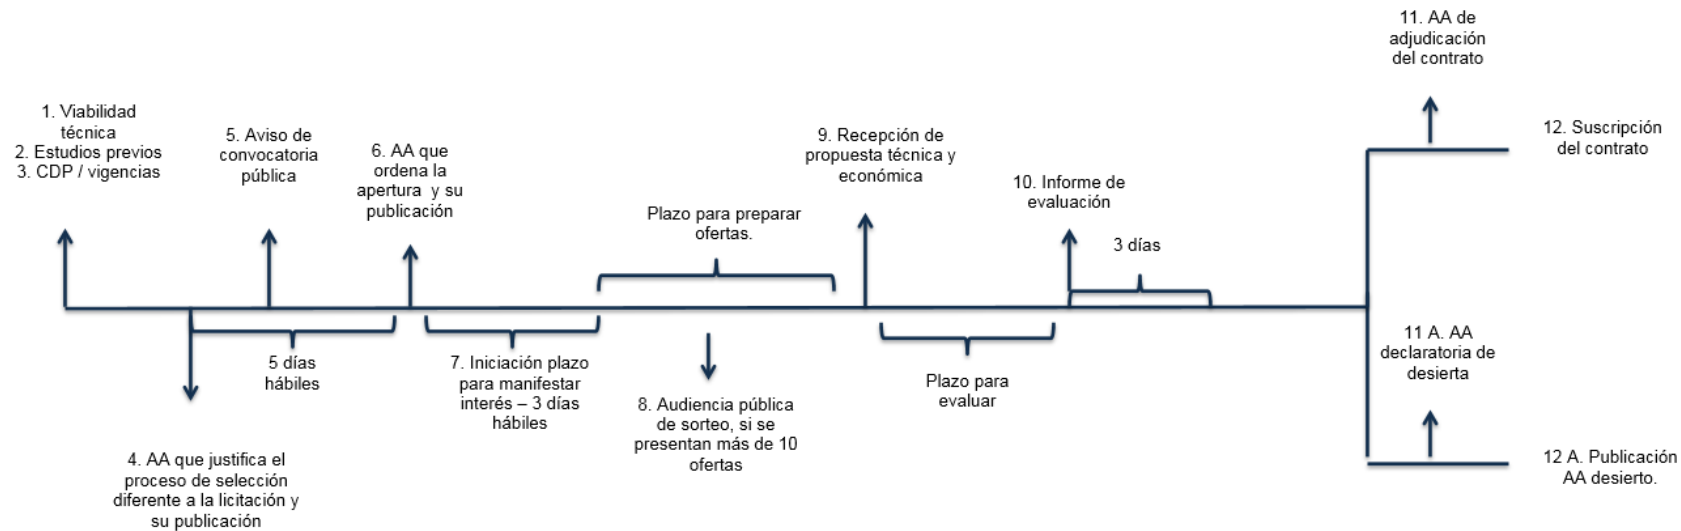 1. Viabilidad
técnica
2. Estudios previos
3. CDP / vigencias
4. AA que justifica el
proceso de selección
diferente a la licitación y
su publicación
5. Aviso de
convocatoria
pública
5 días
hábiles
6. AA que
ordena la
apertura y su
publicación
7. Iniciación plazo
para manifestar
interés – 3 días
hábiles
Plazo para preparar
ofertas.
8. Audiencia pública
de sorteo, si se
presentan más de 10
ofertas
9. Recepción de
propuesta técnica y
económica
Plazo para
evaluar
10. Informe de
evaluación
3 días
11. AA de
adjudicación
del contrato
12. Suscripción
del contrato
11 A. AA
declaratoria de
desierta
12 A. Publicación
AA desierto.